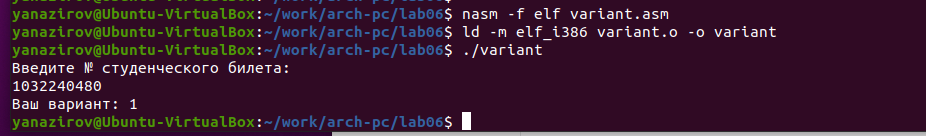 yanazirov@Ubuntu-VirtualBox:~/work/arch-pc/lab06$ nasm -f elf variant.asm
yanazirov@Ubuntu-VirtualBox:~/work/arch-pc/lab06$ ld -m elf_i386 variant.o -o variant
yanazirov@Ubuntu-VirtualBox:~/work/arch-pc/lab06$ ./variant
Введите № студенческого билета:
1032240480
Ваш вариант: 1
yanazirov@Ubuntu-VirtualBox:~/work/arch-pc/lab06$